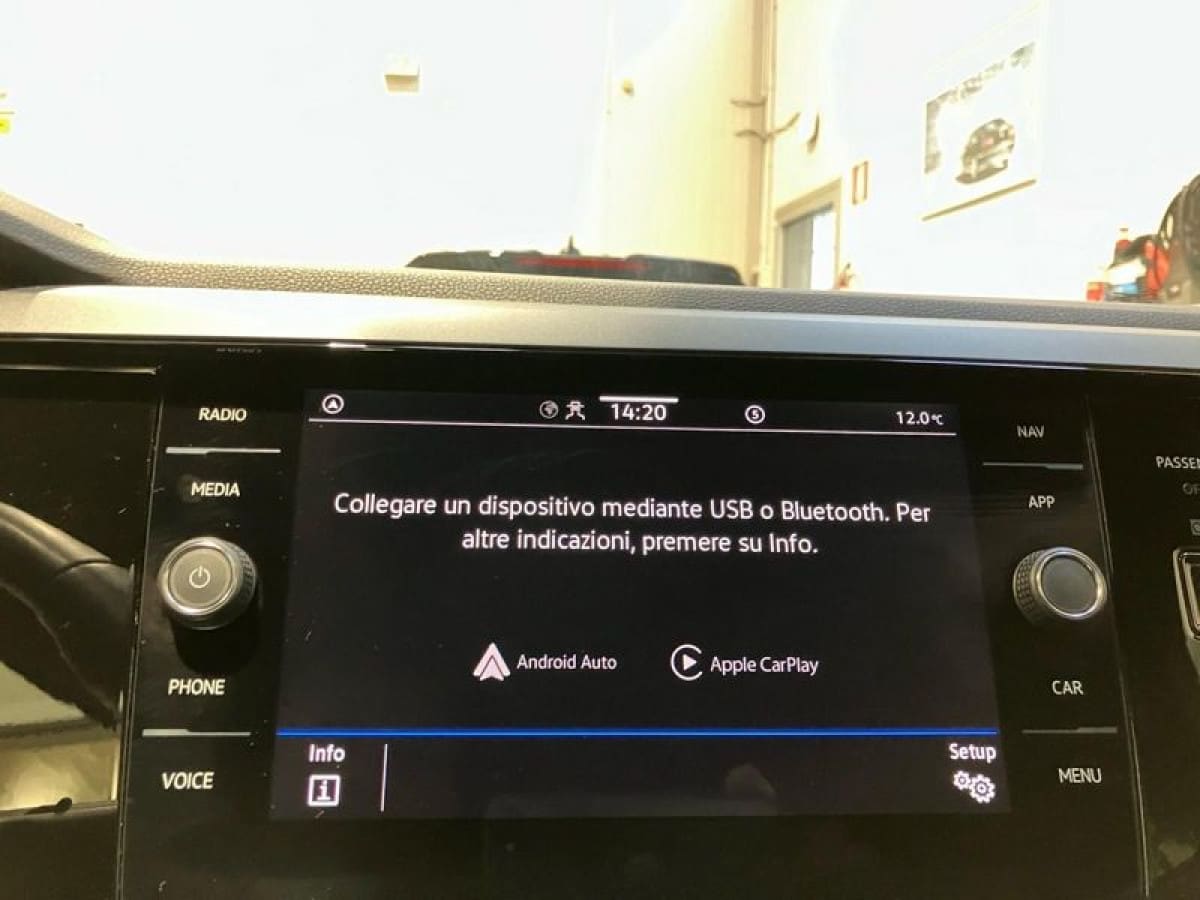 RADIO
MEDIA
PHONE
VOICE
14:20
S
12.0°C
Collegare un dispositivo mediante USB o Bluetooth. Per
altre indicazioni, premere su Info.
Android Auto
Apple CarPlay
Info
i
Setup
NAV
APP
CAR
MENU